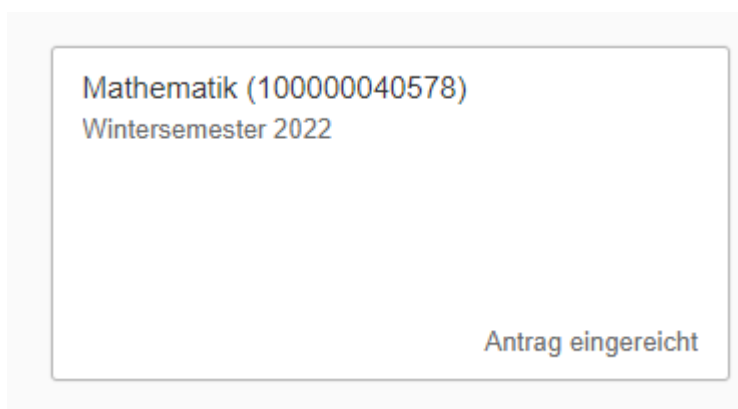 Mathematik (100000040578)
Wintersemester 2022
Antrag eingereicht